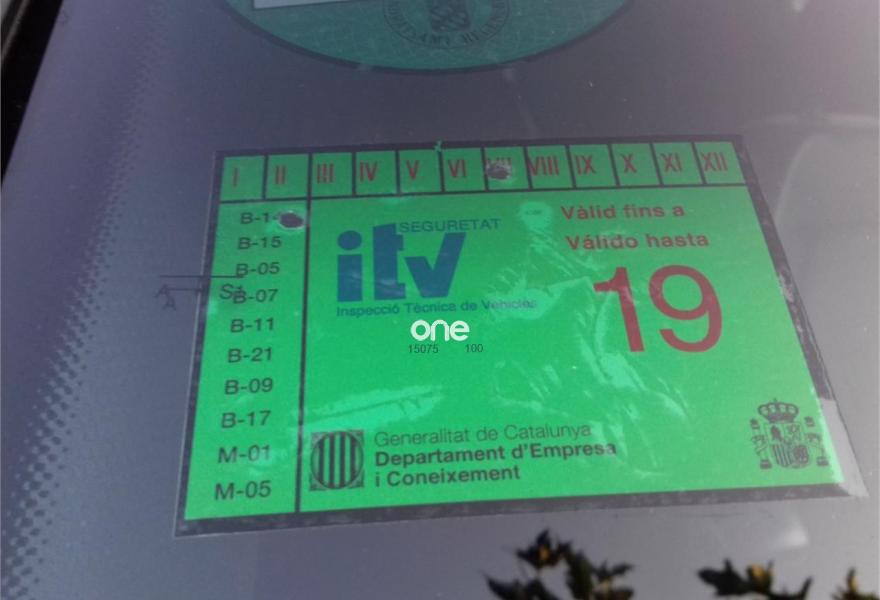 I II III IV V VI VII VIII IX X XI XII
B-14
B-15
B-05
B-07
B-11
B-21
B-09
B-17
M-01
M-05
SEGURETAT
itv
Inspecció Tècnica de Vehicles
Vàlid fins a
Válido hasta
19
one
15075 100
Generalitat de Catalunya
Departament d'Empresa
i Coneixement